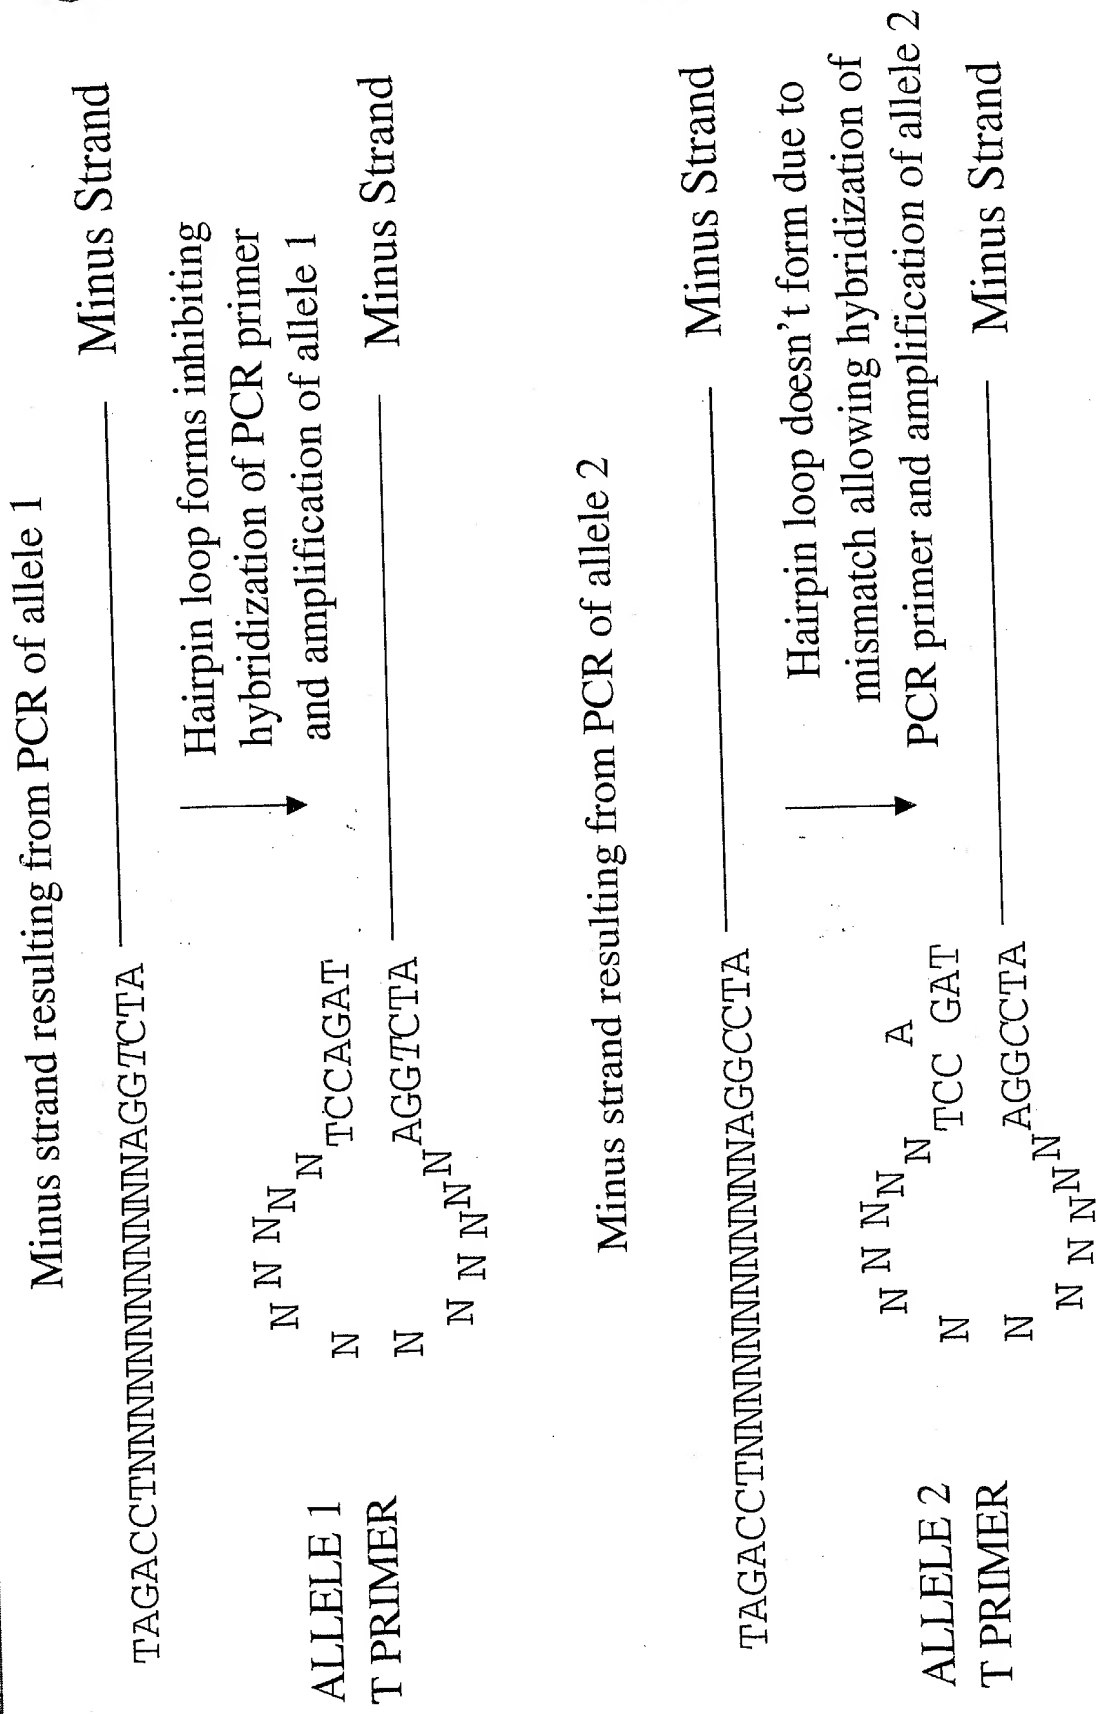 Minus strand resulting from PCR of allele 1
TAGACCTNNNNNNNNNNNNAGGTCTA Minus Strand
Hairpin loop forms inhibiting
hybridization of PCR primer
and amplification of allele 1
N N N N N TCCAGAT
N
ALLELE 1
T PRIMER
N
AGGTCTA Minus Strand
N N N N N
Minus strand resulting from PCR of allele 2
TAGACCTNNNNNNNNNNNNAGGCCTA Minus Strand
Hairpin loop doesn't form due to
mismatch allowing hybridization of
PCR primer and amplification of allele 2
A
N N N N N TCC GAT
N
ALLELE 2
T PRIMER
N
AGGCCTA Minus Strand
N N N N N